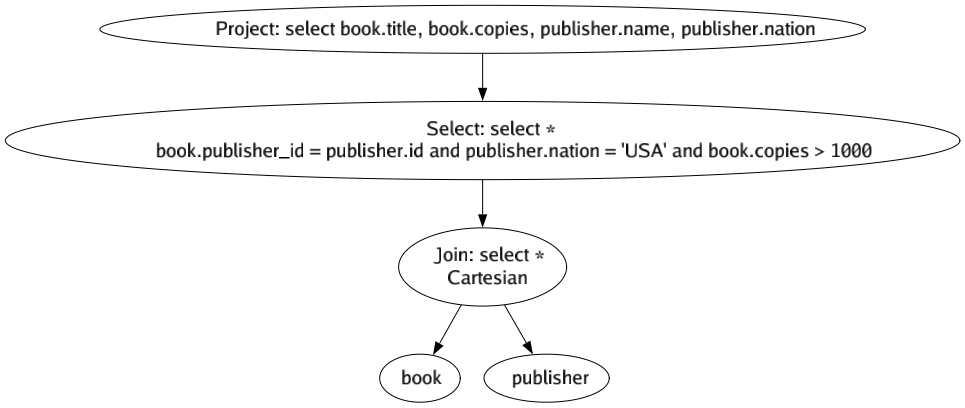 Project: select book.title, book.copies, publisher.name, publisher.nation
Select: select *
book.publisher_id = publisher.id and publisher.nation = 'USA' and book.copies > 1000
Join: select *
Cartesian
book
publisher